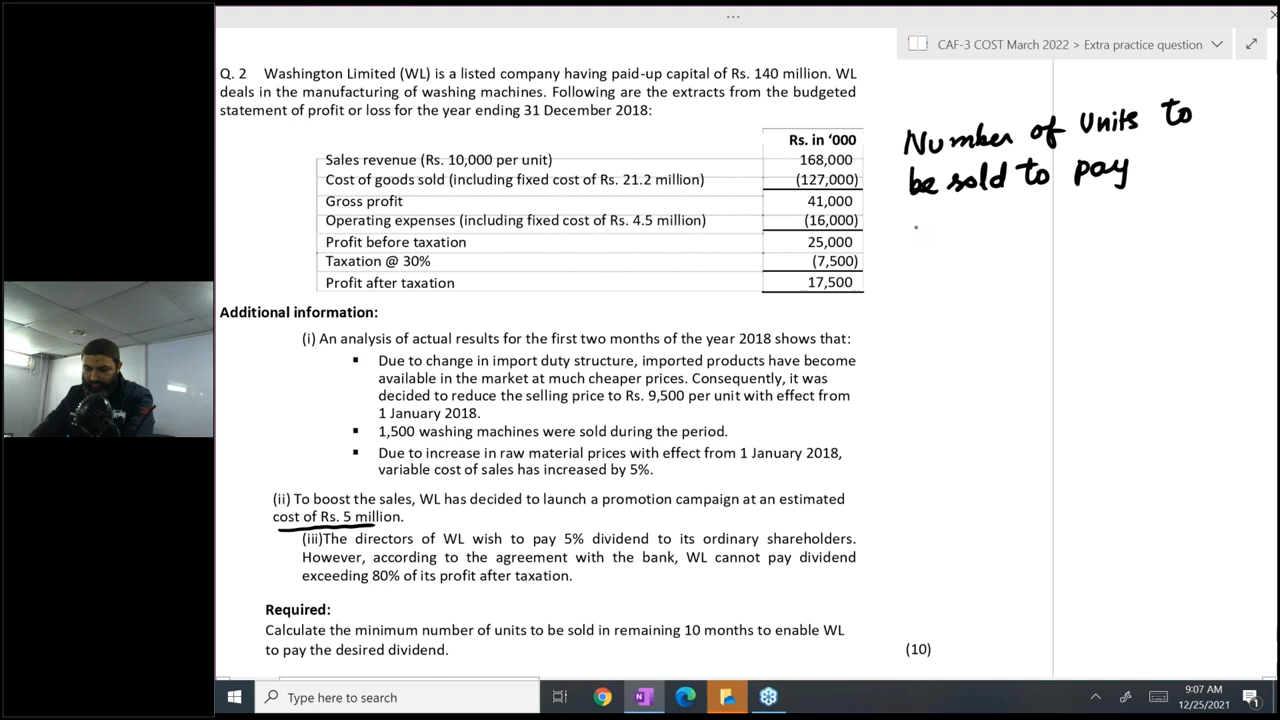 ...
CAF-3 COST March 2022 > Extra practice question
Q. 2 Washington Limited (WL) is a listed company having paid-up capital of Rs. 140 million. WL
deals in the manufacturing of washing machines. Following are the extracts from the budgeted
statement of profit or loss for the year ending 31 December 2018:
Rs. in ‘000
Sales revenue (Rs. 10,000 per unit) 168,000
Cost of goods sold (including fixed cost of Rs. 21.2 million) (127,000)
Gross profit 41,000
Operating expenses (including fixed cost of Rs. 4.5 million) (16,000)
Profit before taxation 25,000
Taxation @ 30% (7,500)
Profit after taxation 17,500
Number of Units to
be sold to pay
Additional information:
(i) An analysis of actual results for the first two months of the year 2018 shows that:
▪ Due to change in import duty structure, imported products have become
available in the market at much cheaper prices. Consequently, it was
decided to reduce the selling price to Rs. 9,500 per unit with effect from
1 January 2018.
▪ 1,500 washing machines were sold during the period.
▪ Due to increase in raw material prices with effect from 1 January 2018,
variable cost of sales has increased by 5%.
(ii) To boost the sales, WL has decided to launch a promotion campaign at an estimated
cost of Rs. 5 million.
(iii)The directors of WL wish to pay 5% dividend to its ordinary shareholders.
However, according to the agreement with the bank, WL cannot pay dividend
exceeding 80% of its profit after taxation.
Required:
Calculate the minimum number of units to be sold in remaining 10 months to enable WL
to pay the desired dividend. (10)
Type here to search
9:07 AM
12/25/2021